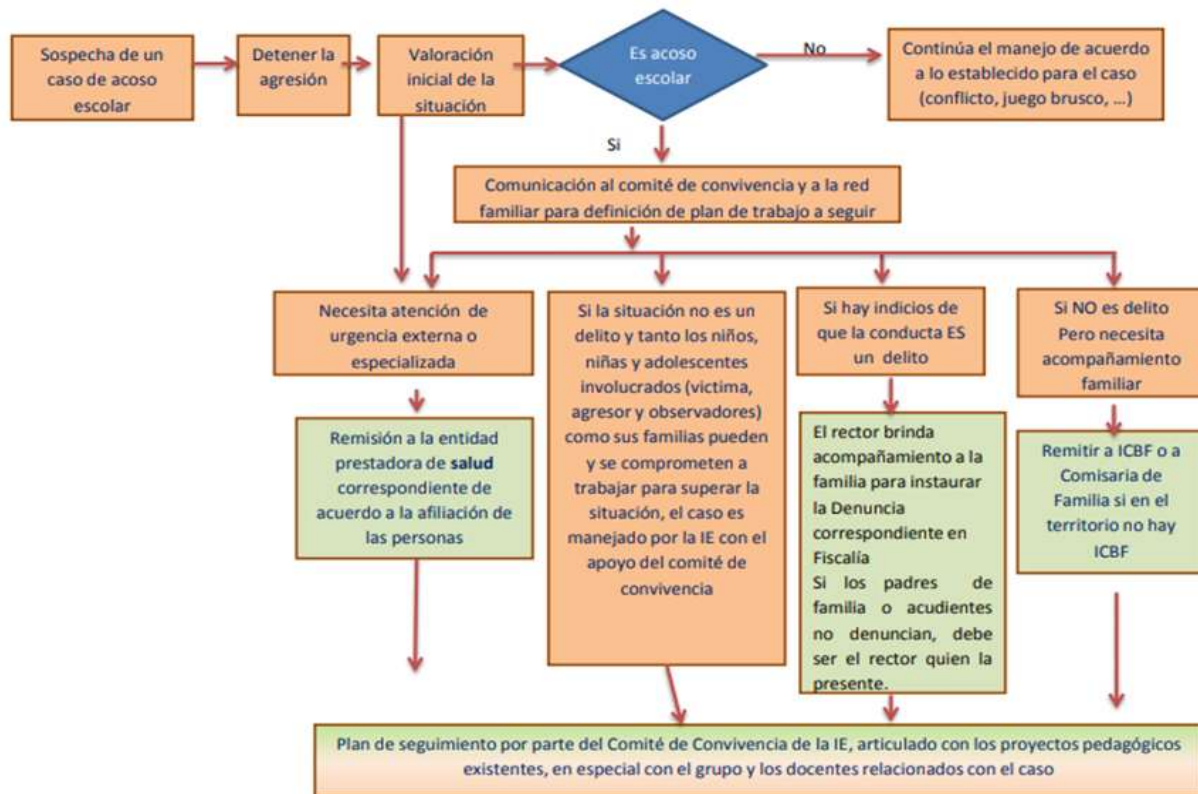 Sospecha de un
caso de acoso
escolar
Detener la
agresión
Valoración
inicial de la
situación
Es acoso
escolar
No
Continúa el manejo de acuerdo
a lo establecido para el caso
(conflicto, juego brusco, ...)
Si
Comunicación al comité de convivencia y a la red
familiar para definición de plan de trabajo a seguir
Necesita atención de
urgencia externa o
especializada
Si la situación no es un
delito y tanto los niños,
niñas y adolescentes
involucrados (victima,
agresor y observadores)
como sus familias pueden
y se comprometen a
trabajar para superar la
situación, el caso es
manejado por la IE con el
apoyo del comité de
convivencia
Si hay indicios de
que la conducta ES
un delito
Si NO es delito
Pero necesita
acompañamiento
familiar
Remisión a la entidad
prestadora de salud
correspondiente de
acuerdo a la afiliación de
las personas
El rector brinda
acompañamiento a la
familia para instaurar
la Denuncia
correspondiente en
Fiscalía
Si los padres de
familia o acudientes
no denuncian, debe
ser el rector quien la
presente.
Remitir a ICBF o a
Comisaria de
Familia si en el
territorio no hay
ICBF
Plan de seguimiento por parte del Comité de Convivencia de la IE, articulado con los proyectos pedagógicos
existentes, en especial con el grupo y los docentes relacionados con el caso